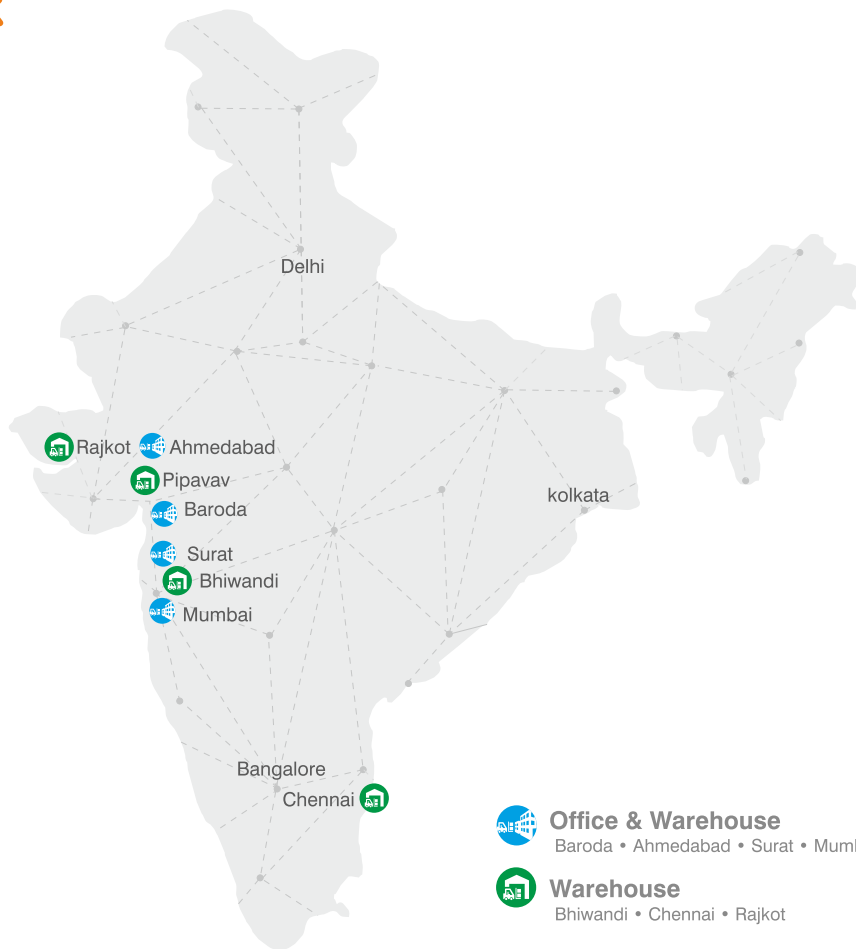 Delhi
Rajkot
Ahmedabad
Pipavav
Baroda
kolkata
Surat
Bhiwandi
Mumbai
Bangalore
Chennai
Office & Warehouse
Baroda • Ahmedabad • Surat •
Warehouse
Bhiwandi • Chennai • Rajkot